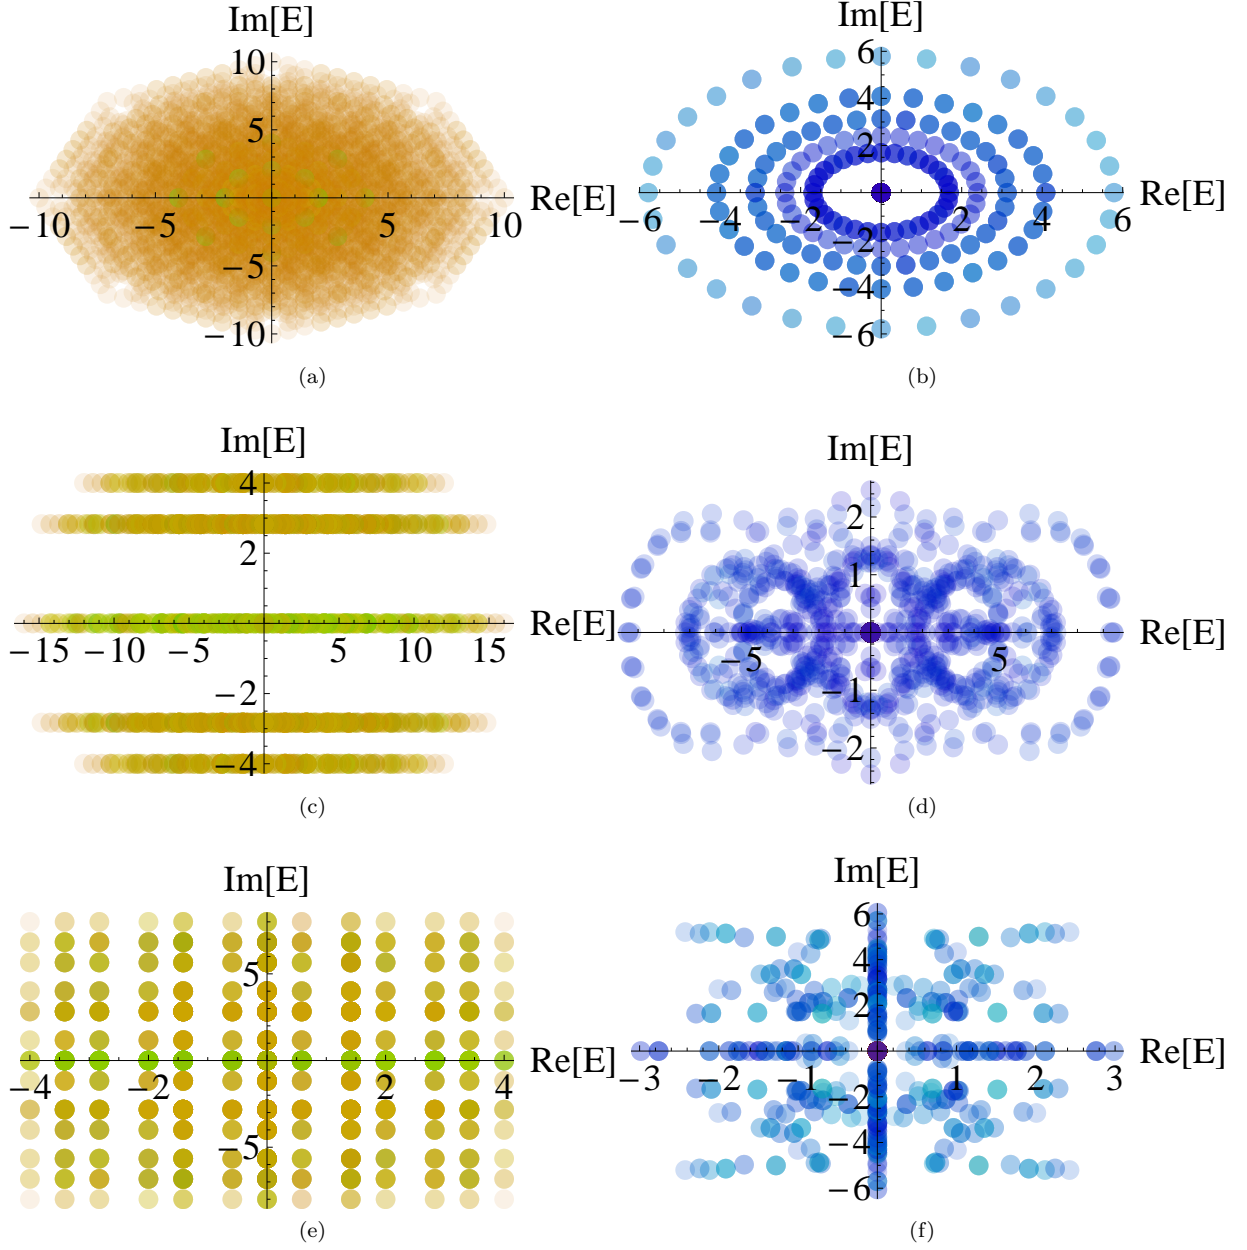 Im[E] Im[E]
10 6
5 4
2
Re[E] Re[E]
−10 −5 5 10 −6 −4 −2 2 4 6
−2
−5 −4
−10 −6
(a) (b)
Im[E] Im[E]
4 2
2 1
Re[E] Re[E]
−15 −10 −5 5 10 15 −5 5
−2 −1
−4 −2
(c) (d)
Im[E] Im[E]
6
5 4
2
Re[E] Re[E]
−4 −2 2 4 −3 −2 −1 1 2 3
−2
−5 −4
−6
(e) (f)